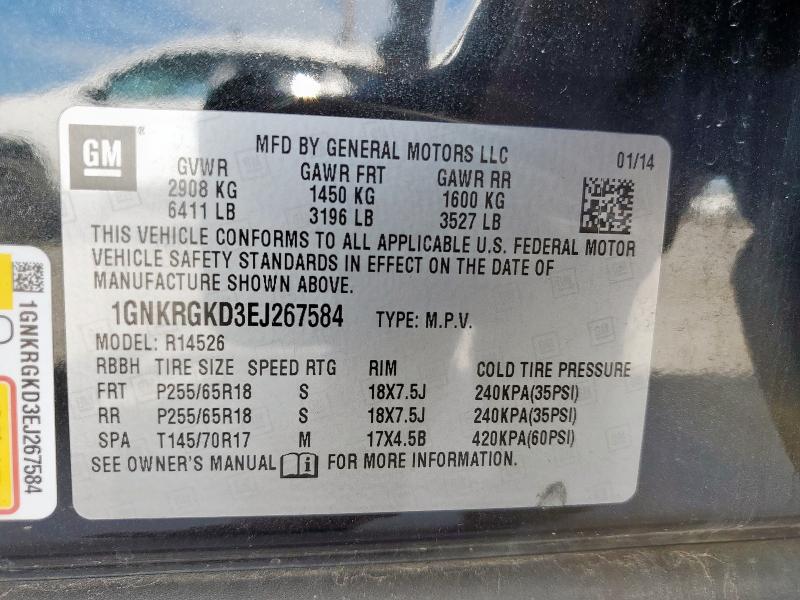 GM
MFD BY GENERAL MOTORS LLC 01/14
GVWR GAWR FRT GAWR RR
2908 KG 1450 KG 1600 KG
6411 LB 3196 LB 3527 LB
THIS VEHICLE CONFORMS TO ALL APPLICABLE U.S. FEDERAL MOTOR
VEHICLE SAFETY STANDARDS IN EFFECT ON THE DATE OF
MANUFACTURE SHOWN ABOVE.
1GNKRGKD3EJ267584 TYPE: M.P.V.
MODEL: R14526
RBBH TIRE SIZE SPEED RTG RIM COLD TIRE PRESSURE
FRT P255/65R18 S 18X7.5J 240KPA(35PSI)
RR P255/65R18 S 18X7.5J 240KPA(35PSI)
SPA T145/70R17 M 17X4.5B 420KPA(60PSI)
SEE OWNER'S MANUAL i FOR MORE INFORMATION.
1GNKRGKD3EJ267584